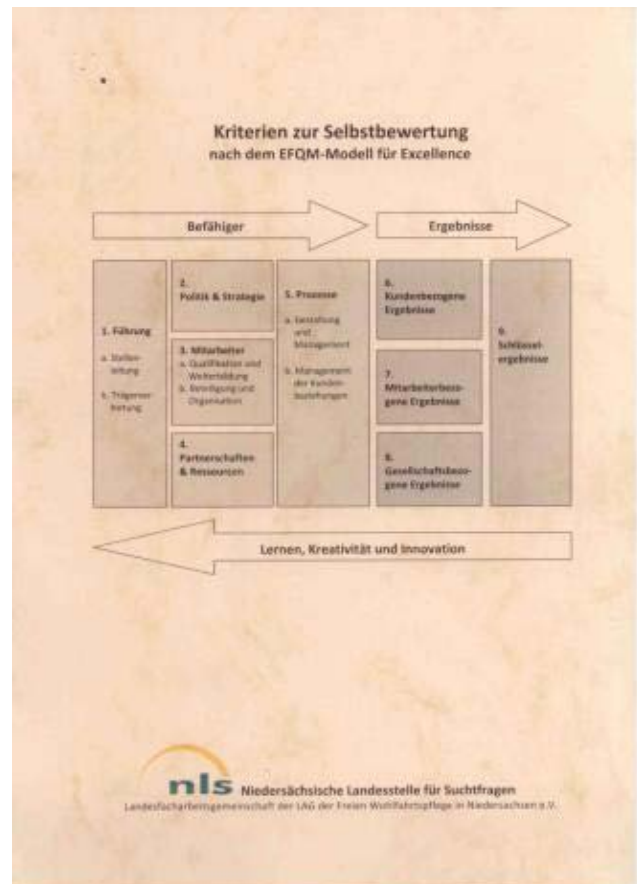 Kriterien zur Selbstbewertung
nach dem EFQM-Modell für Excellence
Befähiger
Ergebnisse
1. Führung
a. Stellen-
leitung
b. Trägerver-
tretung
2.
Politik & Strategie
3. Mitarbeiter
a. Qualifikation und
Weiterbildung
b. Beteiligung und
Organisation
4.
Partnerschaften
& Ressourcen
5. Prozesse
a. Gestaltung
und
Management
b. Management
der Kunden-
beziehungen
6.
Kundenbezogene
Ergebnisse
7.
Mitarbeiterbezo-
gene Ergebnisse
8.
Gesellschaftsbezo-
gene Ergebnisse
9.
Schlüssel-
ergebnisse
Lernen, Kreativität und Innovation
nls Niedersächsische Landesstelle für Suchtfragen
Landesfacharbeitsgemeinschaft der LAG der Freien Wohlfahrtspflege in Niedersachsen e.V.